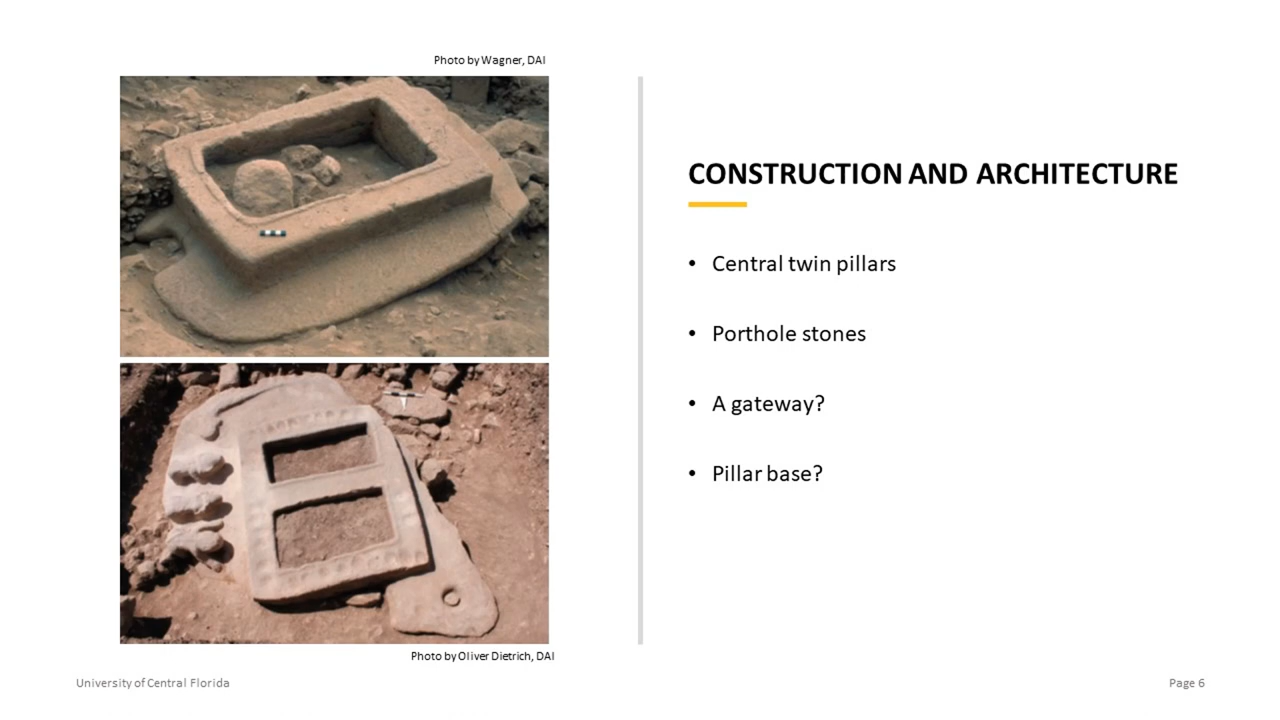 Photo by Wagner, DAI
CONSTRUCTION AND ARCHITECTURE
• Central twin pillars
• Porthole stones
• A gateway?
• Pillar base?
Photo by Oliver Dietrich, DAI
University of Central Florida
Page 6